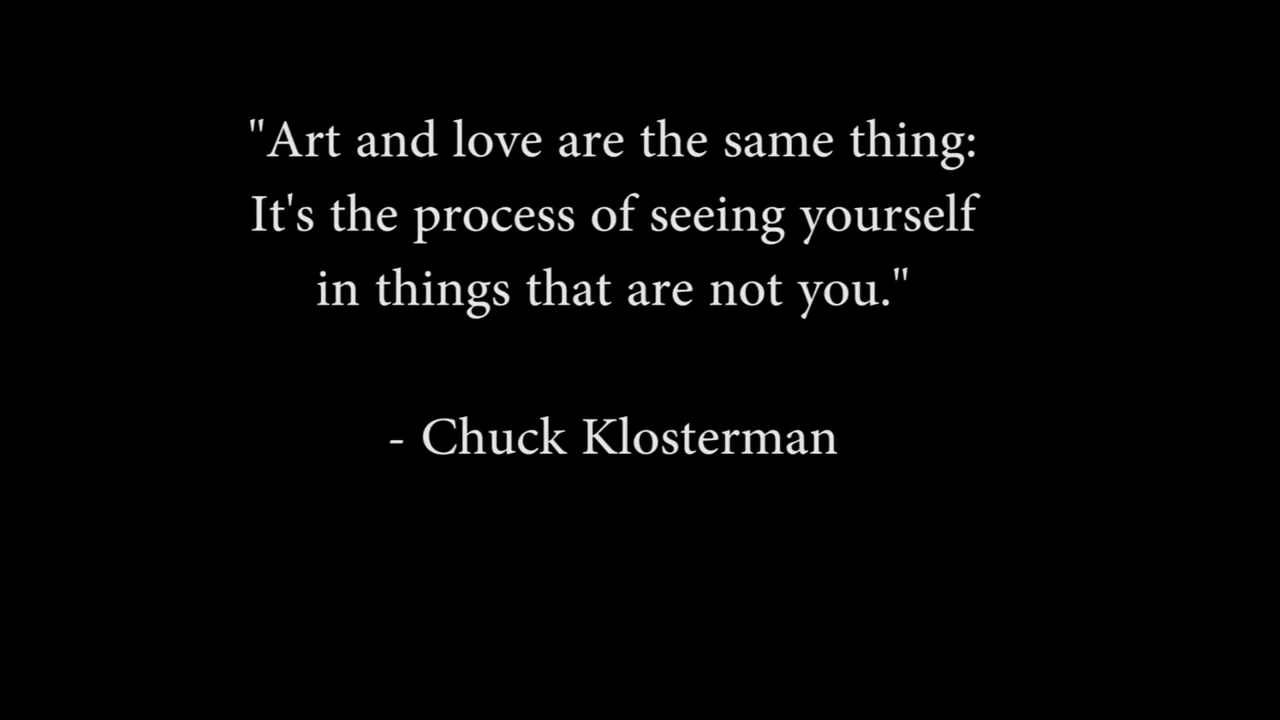 "Art and love are the same thing:
It's the process of seeing yourself
in things that are not you."
- Chuck Klosterman